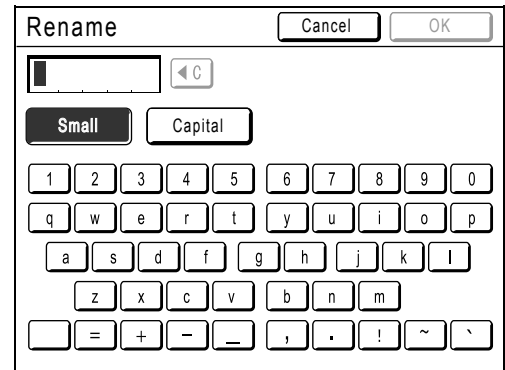 Rename Cancel OK
C
Small Capital
1 2 3 4 5 6 7 8 9 0
q w e r t y u i o p
a s d f g h j k l
z x c v b n m
= + - _ , . ! ~ `